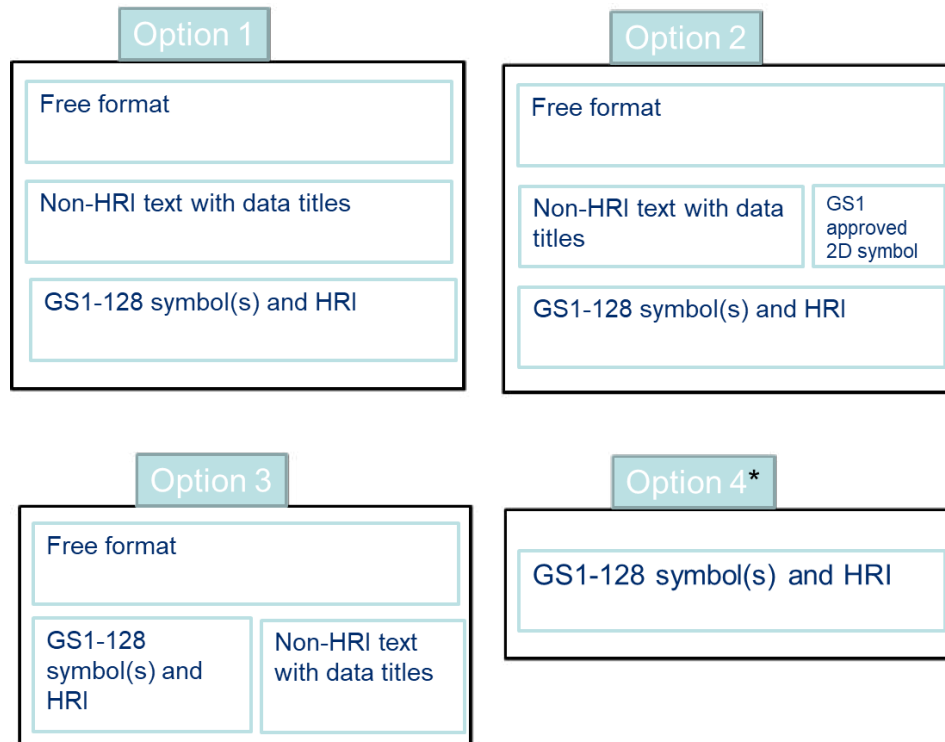 Option 1
Free format
Non-HRI text with data titles
GS1-128 symbol(s) and HRI
Option 2
Free format
Non-HRI text with data
titles
GS1
approved
2D symbol
GS1-128 symbol(s) and HRI
Option 3
Free format
GS1-128
symbol(s) and
HRI
Non-HRI text
with data titles
Option 4*
GS1-128 symbol(s) and HRI